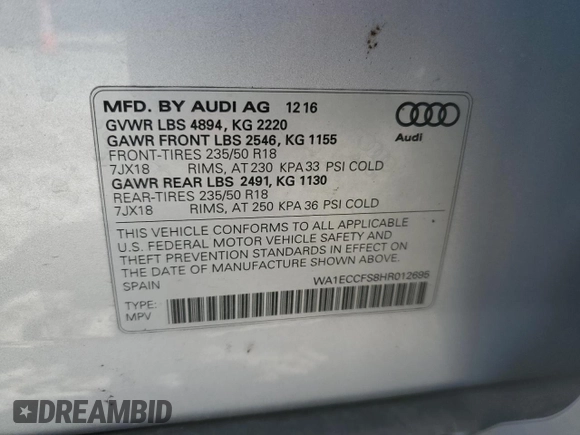 MFD. BY AUDI AG 12 16
GVWR LBS 4894, KG 2220
GAWR FRONT LBS 2546, KG 1155
FRONT-TIRES 235/50 R18
7JX18 RIMS, AT 230 KPA 33 PSI COLD
GAWR REAR LBS 2491, KG 1130
REAR-TIRES 235/50 R18
7JX18 RIMS, AT 250 KPA 36 PSI COLD
Audi
THIS VEHICLE CONFORMS TO ALL APPLICABLE
U.S. FEDERAL MOTOR VEHICLE SAFETY AND
THEFT PREVENTION STANDARDS IN EFFECT ON
THE DATE OF MANUFACTURE SHOWN ABOVE.
SPAIN WA1ECCFS8HR012695
TYPE:
MPV
DREAMBID